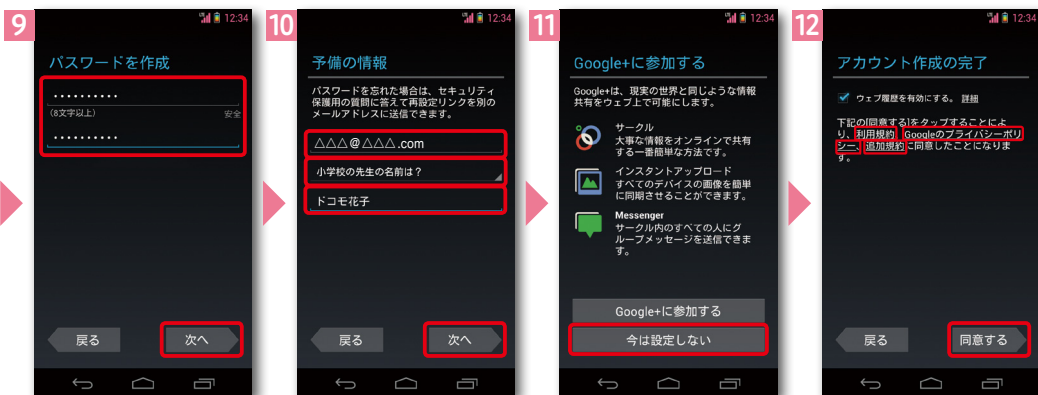 9
12:34
パスワードを作成
(8文字以上)
安全
戻る
次へ
10
12:34
予備の情報
パスワードを忘れた場合は、セキュリティ
保護用の質問に答えて再設定リンクを別の
メールアドレスに送信できます。
△△△@△△△.com
小学校の先生の名前は?
ドコモ花子
戻る
次へ
11
12:34
Google+に参加する
Google+は、現実の世界と同じような情報
共有をウェブ上で可能にします。
サークル
大事な情報をオンラインで共有
する一番簡単な方法です。
インスタントアップロード
すべてのデバイスの画像を簡単
に同期させることができます。
Messenger
サークル内のすべての人にグ
ループメッセージを送信できま
す。
Google+に参加する
今は設定しない
12
12:34
アカウント作成の完了
ウェブ履歴を有効にする。 詳細
下記の[同意する]をタップすることによ
り、利用規約、Googleのプライバシーポリ
シー、追加規約に同意したことになりま
す。
戻る
同意する